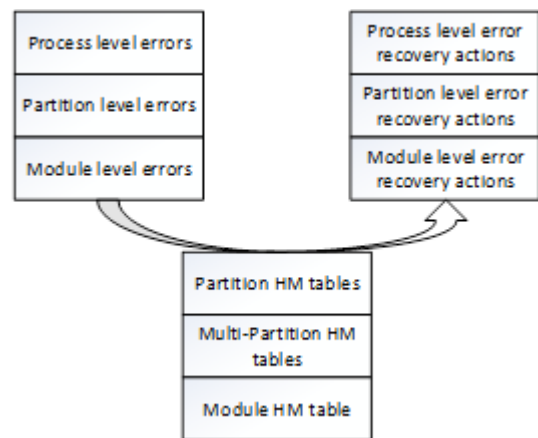 Process level errors
Partition level errors
Module level errors
Process level error
recovery actions
Partition level error
recovery actions
Module level error
recovery actions
Partition HM tables
Multi-Partition HM
tables
Module HM table